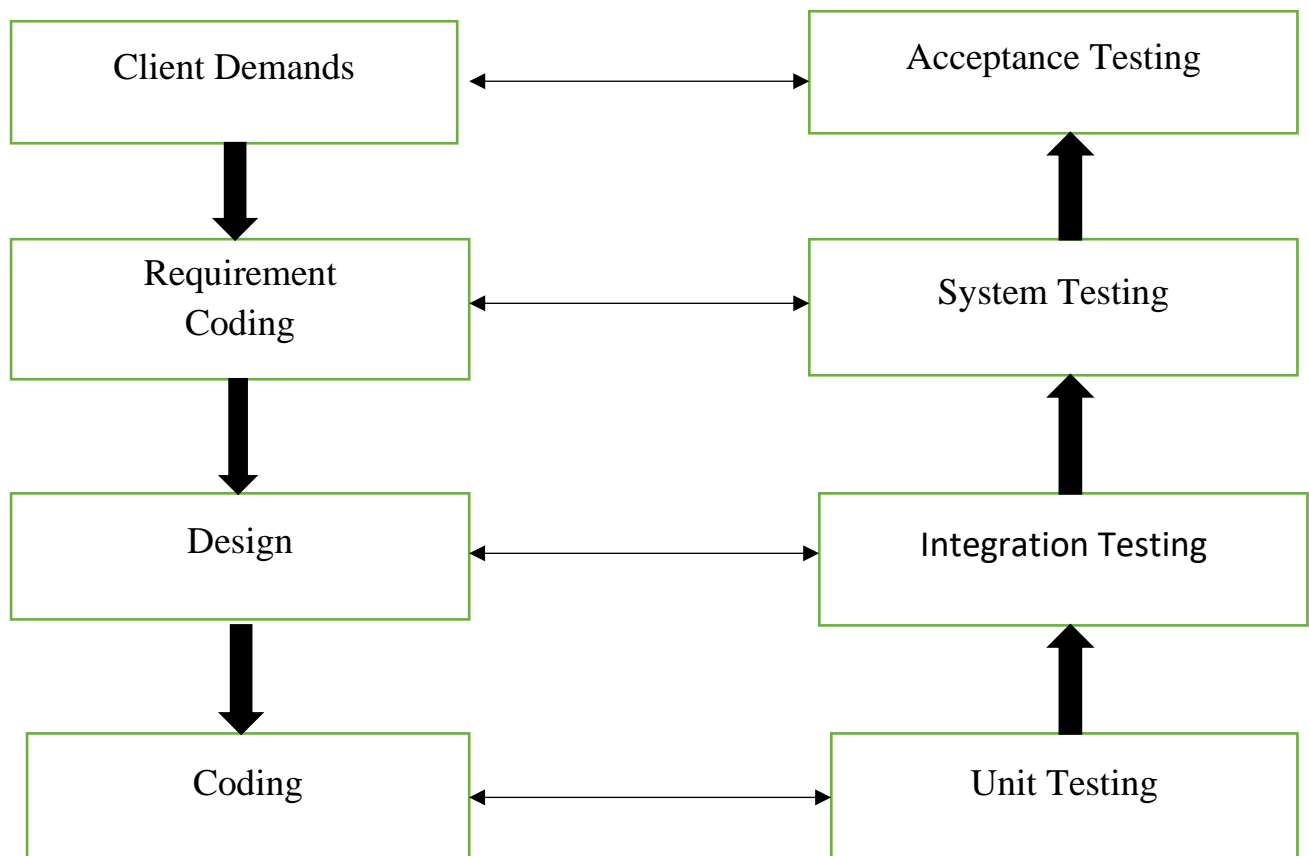 Client Demands
Acceptance Testing
Requirement
Coding
System Testing
Design
Integration Testing
Coding
Unit Testing